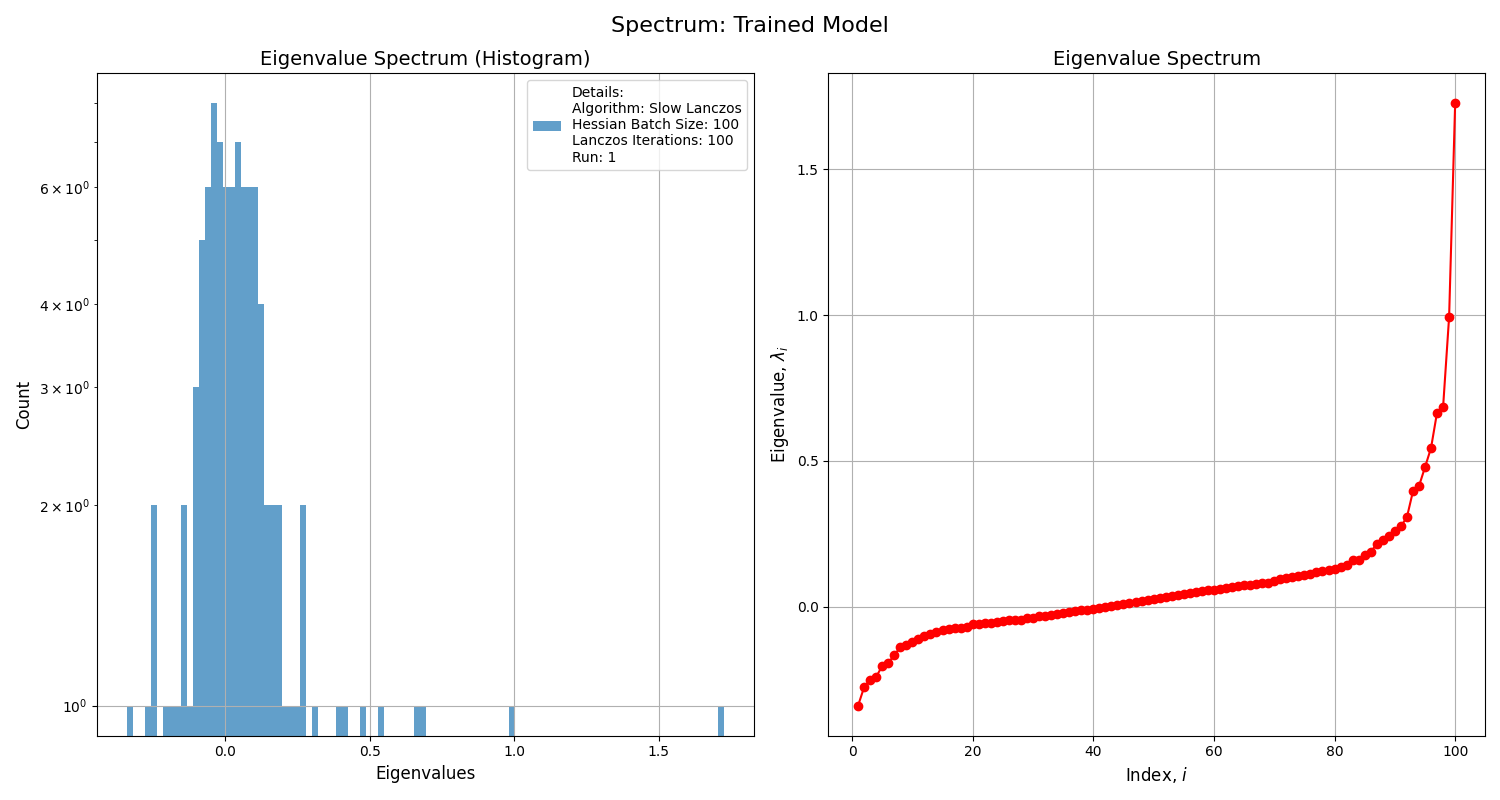 Spectrum: Trained Model
Eigenvalue Spectrum (Histogram)
Details:
Algorithm: Slow Lanczos
Hessian Batch Size: 100
Lanczos Iterations: 100
Run: 1
Count
6 × 10⁰
4 × 10⁰
3 × 10⁰
2 × 10⁰
10⁰
0.0 0.5 1.0 1.5
Eigenvalues
Eigenvalue Spectrum
Eigenvalue, λᵢ
1.5
1.0
0.5
0.0
0 20 40 60 80 100
Index, i